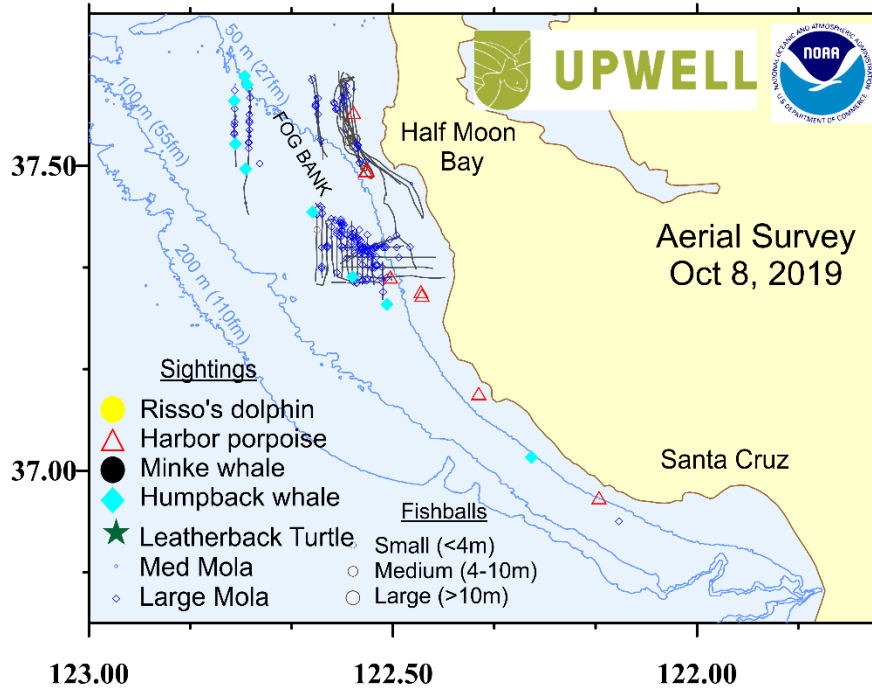 UPWELL
NATIONAL OCEANIC AND ATMOSPHERIC ADMINISTRATION
NOAA
U.S. DEPARTMENT OF COMMERCE
50 m (27fm)
100 m (55fm)
200 m (110fm)
FOG BANK
Half Moon
Bay
Aerial Survey
Oct 8, 2019
Santa Cruz
37.50
37.00
Sightings
Risso's dolphin
Harbor porpoise
Minke whale
Humpback whale
Leatherback Turtle
Med Mola
Large Mola
Fishballs
Small (<4m)
Medium (4-10m)
Large (>10m)
123.00
122.50
122.00